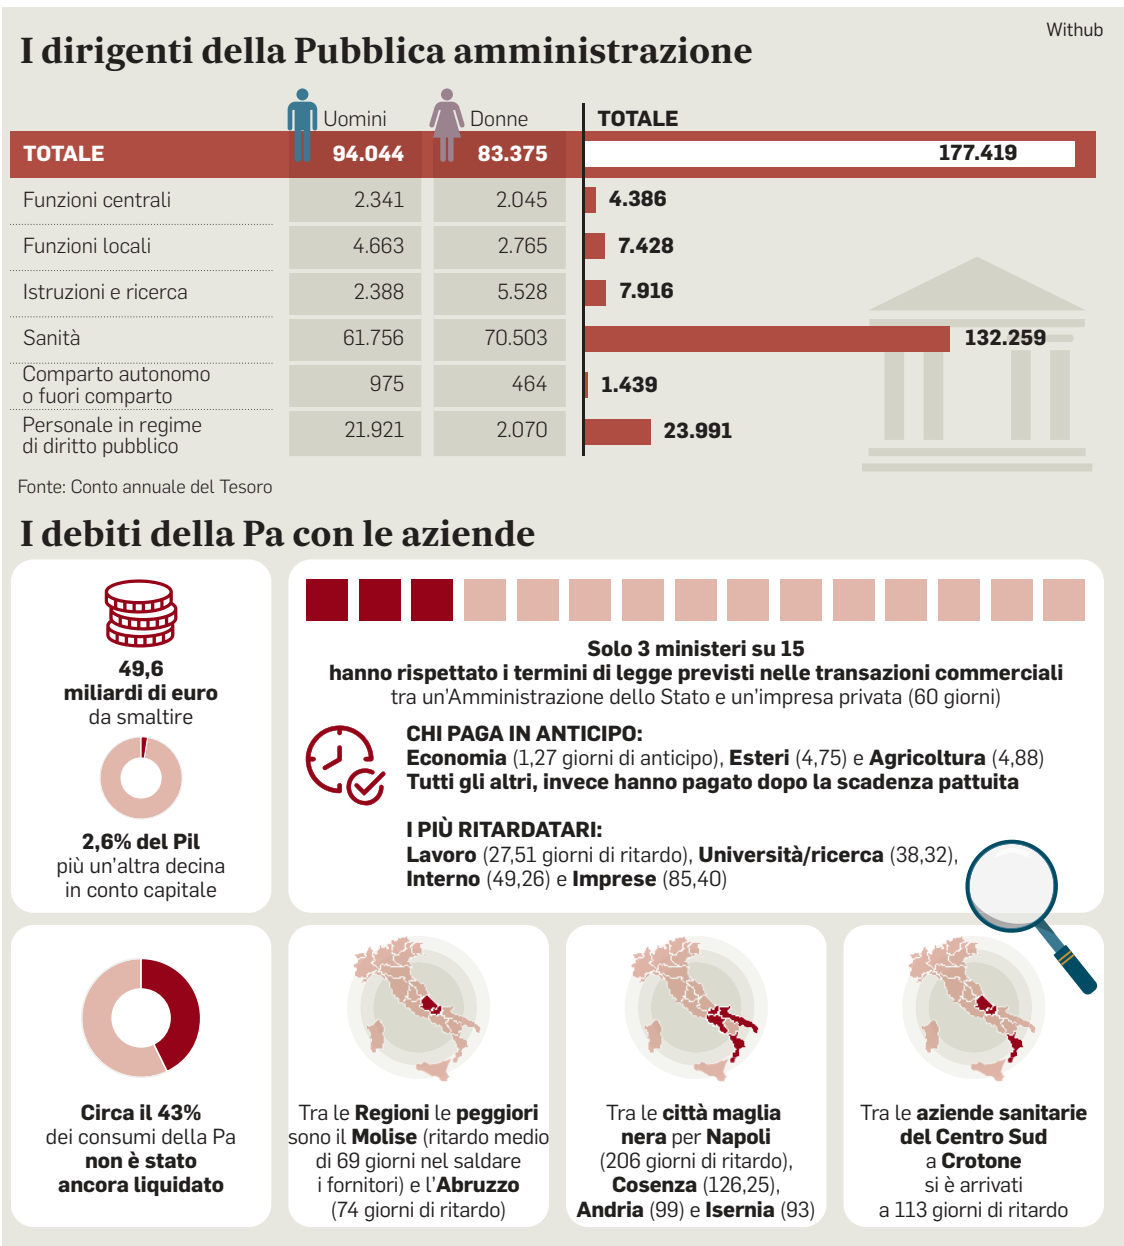 Withub
I dirigenti della Pubblica amministrazione
Uomini Donne TOTALE
TOTALE 94.044 83.375 177.419
Funzioni centrali 2.341 2.045 4.386
Funzioni locali 4.663 2.765 7.428
Istruzioni e ricerca 2.388 5.528 7.916
Sanità 61.756 70.503 132.259
Comparto autonomo
o fuori comparto 975 464 1.439
Personale in regime
di diritto pubblico 21.921 2.070 23.991
Fonte: Conto annuale del Tesoro
I debiti della Pa con le aziende
49,6
miliardi di euro
da smaltire
2,6% del Pil
più un'altra decina
in conto capitale
Solo 3 ministeri su 15
hanno rispettato i termini di legge previsti nelle transazioni commerciali
tra un'Amministrazione dello Stato e un'impresa privata (60 giorni)
CHI PAGA IN ANTICIPO:
Economia (1,27 giorni di anticipo), Esteri (4,75) e Agricoltura (4,88)
Tutti gli altri, invece hanno pagato dopo la scadenza pattuita
I PIÙ RITARDATARI:
Lavoro (27,51 giorni di ritardo), Università/ricerca (38,32),
Interno (49,26) e Imprese (85,40)
Circa il 43%
dei consumi della Pa
non è stato
ancora liquidato
Tra le Regioni le peggiori
sono il Molise (ritardo medio
di 69 giorni nel saldare
i fornitori) e l'Abruzzo
(74 giorni di ritardo)
Tra le città maglia
nera per Napoli
(206 giorni di ritardo),
Cosenza (126,25),
Andria (99) e Isernia (93)
Tra le aziende sanitarie
del Centro Sud
a Crotone
si è arrivati
a 113 giorni di ritardo